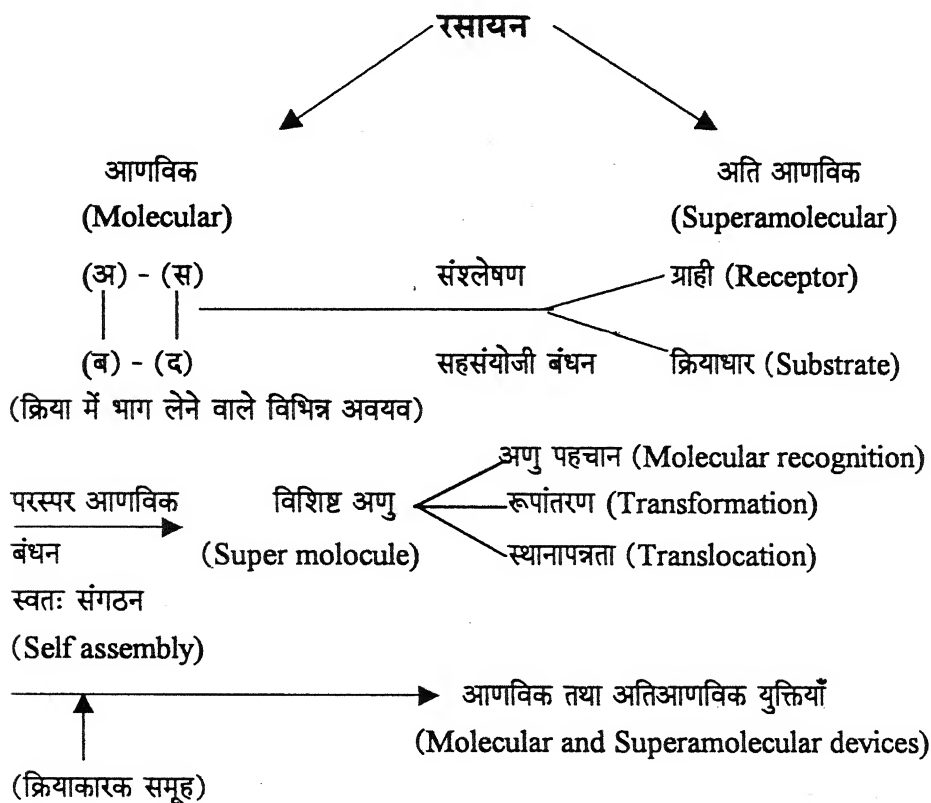 रसायन
आणविक अति आणविक
(Molecular) (Superamolecular)
(अ) - (स) संश्लेषण ग्राही (Receptor)
(ब) - (द) सहसंयोजी बंधन क्रियाधार (Substrate)
(क्रिया में भाग लेने वाले विभिन्न अवयव)
अणु पहचान (Molecular recognition)
परस्पर आणविक विशिष्ट अणु रूपांतरण (Transformation)
बंधन (Super molocule) स्थानापन्नता (Translocation)
स्वतः संगठन
(Self assembly)
आणविक तथा अतिआणविक युक्तियाँ
(Molecular and Superamolecular devices)
(क्रियाकारक समूह)